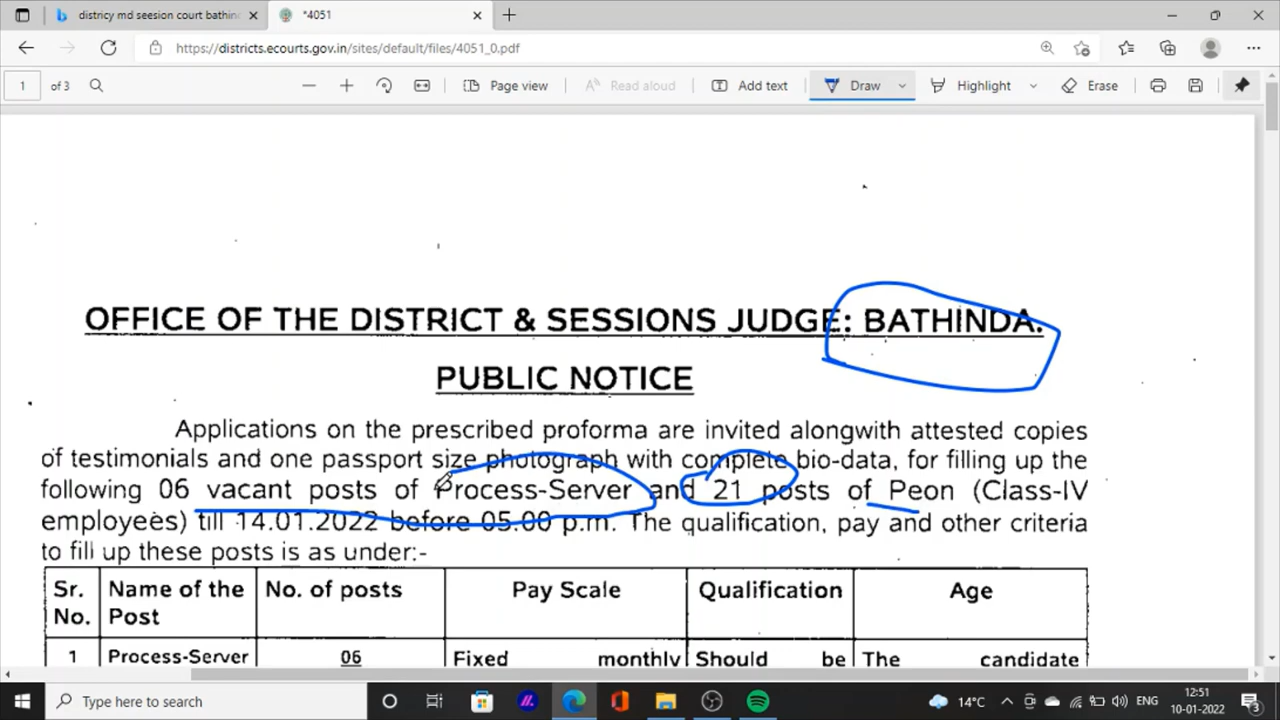 districy md seesion court bathin
*4051
https://districts.ecourts.gov.in/sites/default/files/4051_0.pdf
1 of 3
Page view
Read aloud
Add text
Draw
Highlight
Erase
OFFICE OF THE DISTRICT & SESSIONS JUDGE: BATHINDA.
PUBLIC NOTICE
Applications on the prescribed proforma are invited alongwith attested copies
of testimonials and one passport size photograph with complete bio-data, for filling up the
following 06 vacant posts of Process-Server and 21 posts of Peon (Class-IV
employees) till 14.01.2022 before 05.00 p.m. The qualification, pay and other criteria
to fill up these posts is as under:-
Sr. No. Name of the Post No. of posts Pay Scale Qualification Age
1 Process-Server 06 Fixed monthly Should be The candidate
Type here to search
14°C
ENG
12:51
10-01-2022
3